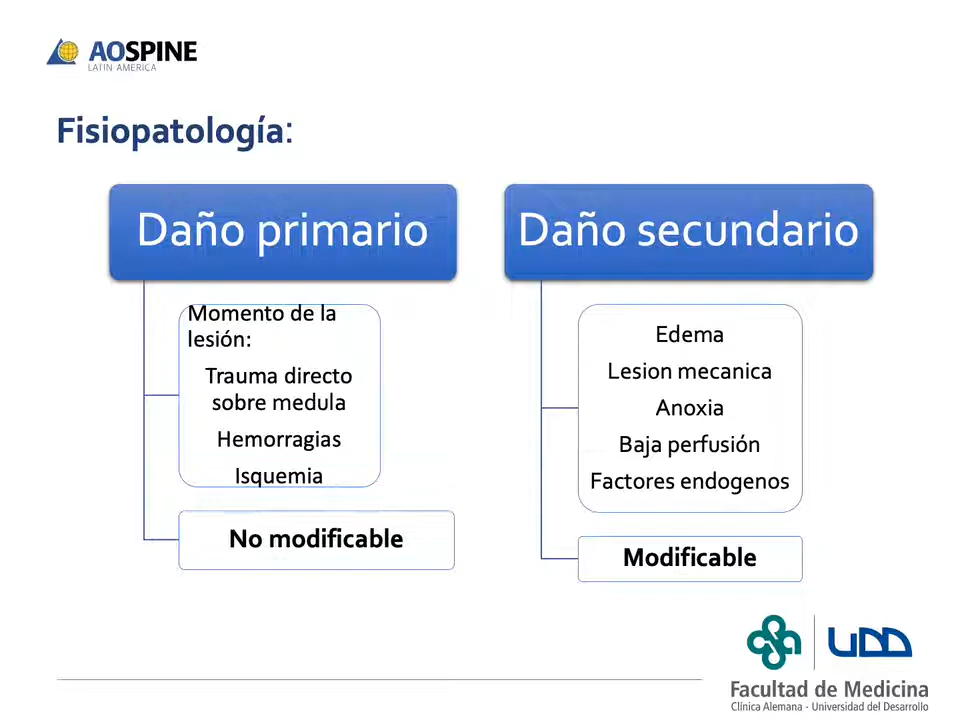 AOSPINE
LATIN AMERICA
Fisiopatología:
Daño primario
Momento de la
lesión:
Trauma directo
sobre medula
Hemorragias
Isquemia
No modificable
Daño secundario
Edema
Lesion mecanica
Anoxia
Baja perfusión
Factores endogenos
Modificable
UDD
Facultad de Medicina
Clínica Alemana - Universidad del Desarrollo